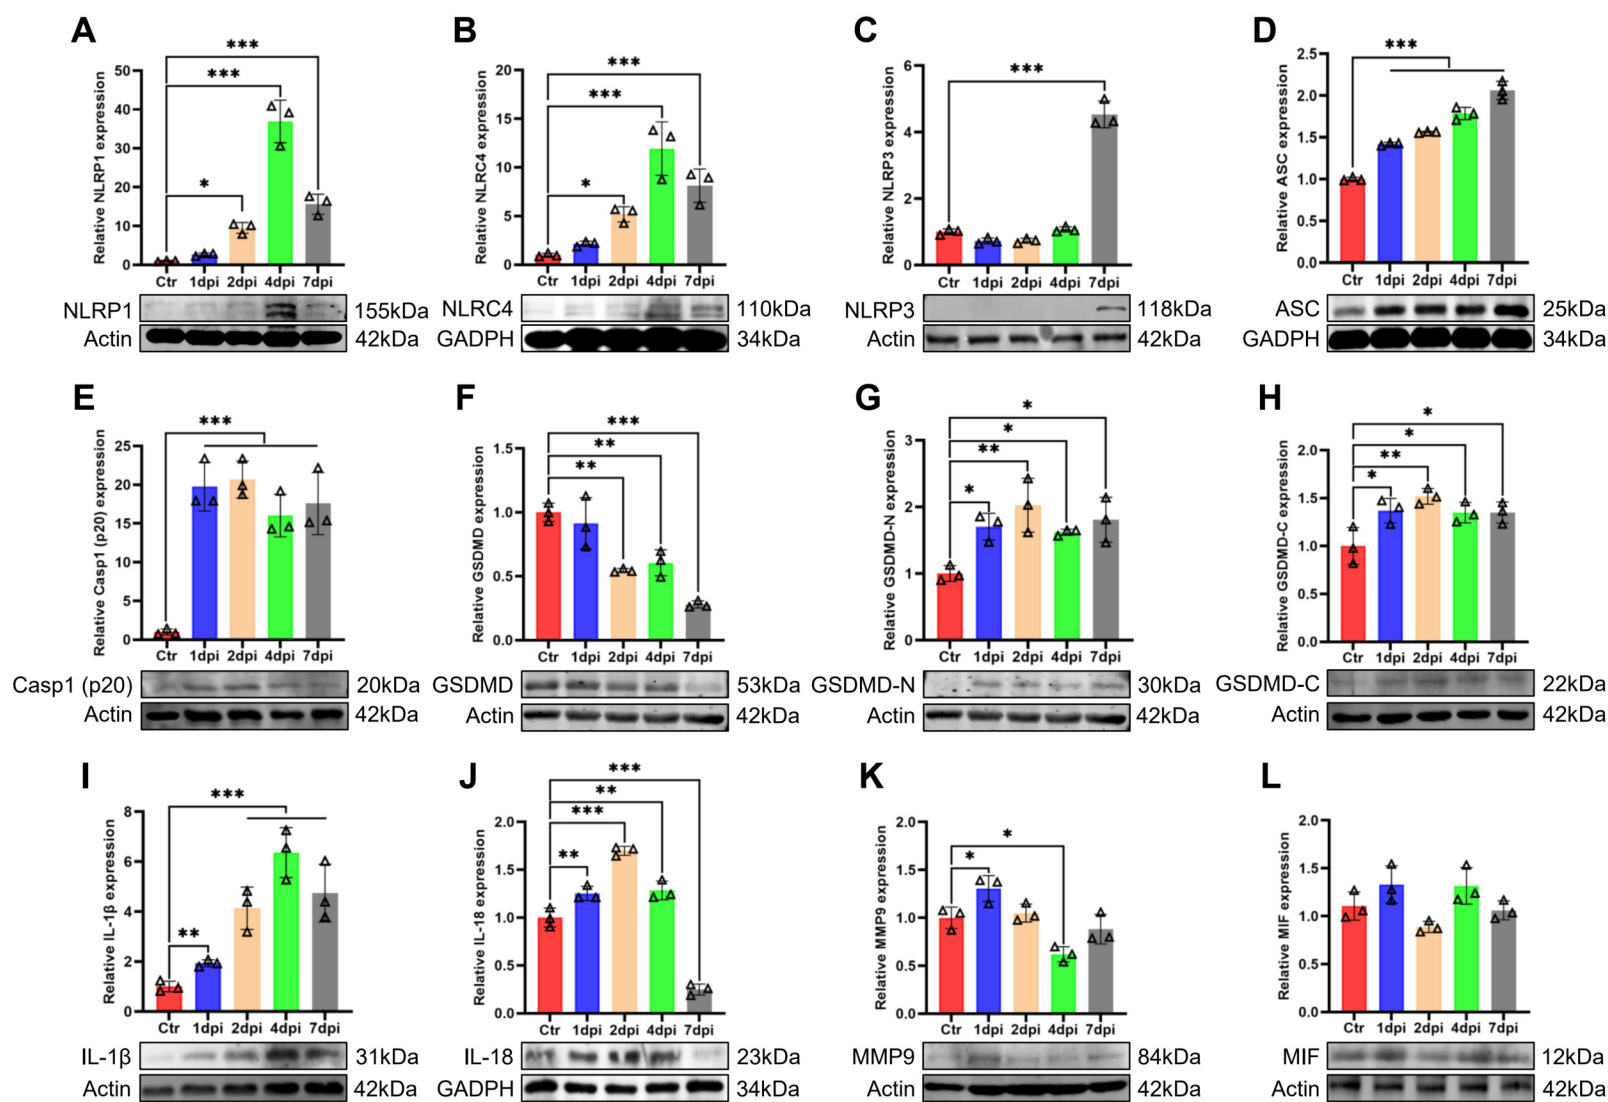 A
Relative NLRP1 expression
50
40
30
20
10
0
***
***
*
Ctr 1dpi 2dpi 4dpi 7dpi
NLRP1 155kDa
Actin 42kDa
B
Relative NLRC4 expression
20
15
10
5
0
***
***
*
Ctr 1dpi 2dpi 4dpi 7dpi
NLRC4 110kDa
GADPH 34kDa
C
Relative NLRP3 expression
6
4
2
0
***
Ctr 1dpi 2dpi 4dpi 7dpi
NLRP3 118kDa
Actin 42kDa
D
Relative ASC expression
2.5
2.0
1.5
1.0
0.5
0.0
***
Ctr 1dpi 2dpi 4dpi 7dpi
ASC 25kDa
GADPH 34kDa
E
Relative Casp1 (p20) expression
25
20
15
10
5
0
***
Ctr 1dpi 2dpi 4dpi 7dpi
Casp1 (p20) 20kDa
Actin 42kDa
F
Relative GSDMD expression
1.5
1.0
0.5
0.0
***
**
**
Ctr 1dpi 2dpi 4dpi 7dpi
GSDMD 53kDa
Actin 42kDa
G
Relative GSDMD-N expression
3
2
1
0
*
*
**
*
Ctr 1dpi 2dpi 4dpi 7dpi
GSDMD-N 30kDa
Actin 42kDa
H
Relative GSDMD-C expression
2.0
1.5
1.0
0.5
0.0
*
*
**
*
Ctr 1dpi 2dpi 4dpi 7dpi
GSDMD-C 22kDa
Actin 42kDa
I
Relative IL-1β expression
8
6
4
2
0
***
**
Ctr 1dpi 2dpi 4dpi 7dpi
IL-1β 31kDa
Actin 42kDa
J
Relative IL-18 expression
2.0
1.5
1.0
0.5
0.0
***
**
***
**
Ctr 1dpi 2dpi 4dpi 7dpi
IL-18 23kDa
GADPH 34kDa
K
Relative MMP9 expression
2.0
1.5
1.0
0.5
0.0
*
*
Ctr 1dpi 2dpi 4dpi 7dpi
MMP9 84kDa
Actin 42kDa
L
Relative MIF expression
2.0
1.5
1.0
0.5
0.0
Ctr 1dpi 2dpi 4dpi 7dpi
MIF 12kDa
Actin 42kDa